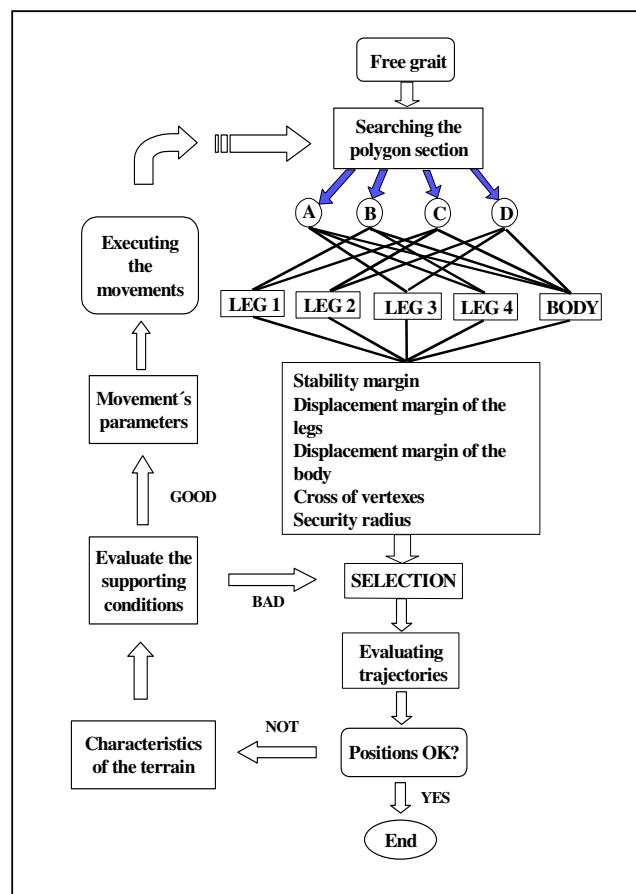 Free grait
Searching the
polygon section
A
B
C
D
LEG 1
LEG 2
LEG 3
LEG 4
BODY
Stability margin
Displacement margin of the
legs
Displacement margin of the
body
Cross of vertexes
Security radius
SELECTION
Evaluating
trajectories
Positions OK?
YES
End
NOT
Characteristics
of the terrain
Evaluate the
supporting
conditions
BAD
GOOD
Movement´s
parameters
Executing
the
movements